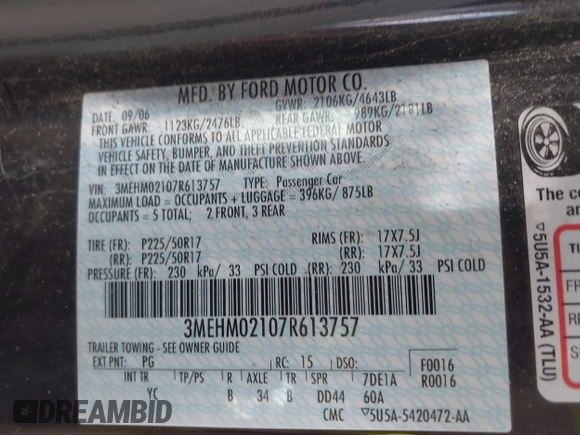 MFD. BY FORD MOTOR CO.
DATE: 09/06 GVWR: 2106KG/4643LB
FRONT GAWR: 1123KG/2476LB REAR GAWR: 989KG/2181LB
THIS VEHICLE CONFORMS TO ALL APPLICABLE FEDERAL MOTOR
VEHICLE SAFETY, BUMPER, AND THEFT PREVENTION STANDARDS
IN EFFECT ON THE DATE OF MANUFACTURE SHOWN ABOVE.
VIN: 3MEHM02107R613757 TYPE: Passenger Car
MAXIMUM LOAD = OCCUPANTS + LUGGAGE = 396KG/ 875LB
OCCUPANTS = 5 TOTAL; 2 FRONT, 3 REAR
TIRE (FR): P225/50R17 RIMS (FR): 17X7.5J
(RR): P225/50R17 (RR): 17X7.5J
PRESSURE (FR): 230 kPa/ 33 PSI COLD (RR): 230 kPa/ 33 PSI COLD
3MEHM02107R613757
TRAILER TOWING - SEE OWNER GUIDE
EXT PNT: PG RC: 15 DSO: F0016
INT TR TP/PS R AXLE TR SPR 7DE1A R0016
YC B 34 B DD44 60A
CMC ▽5U5A-5420472-AA
The co
an
TI
FR
RE
S
▽5U5A-1532-AA (TLU)
DREAMBID